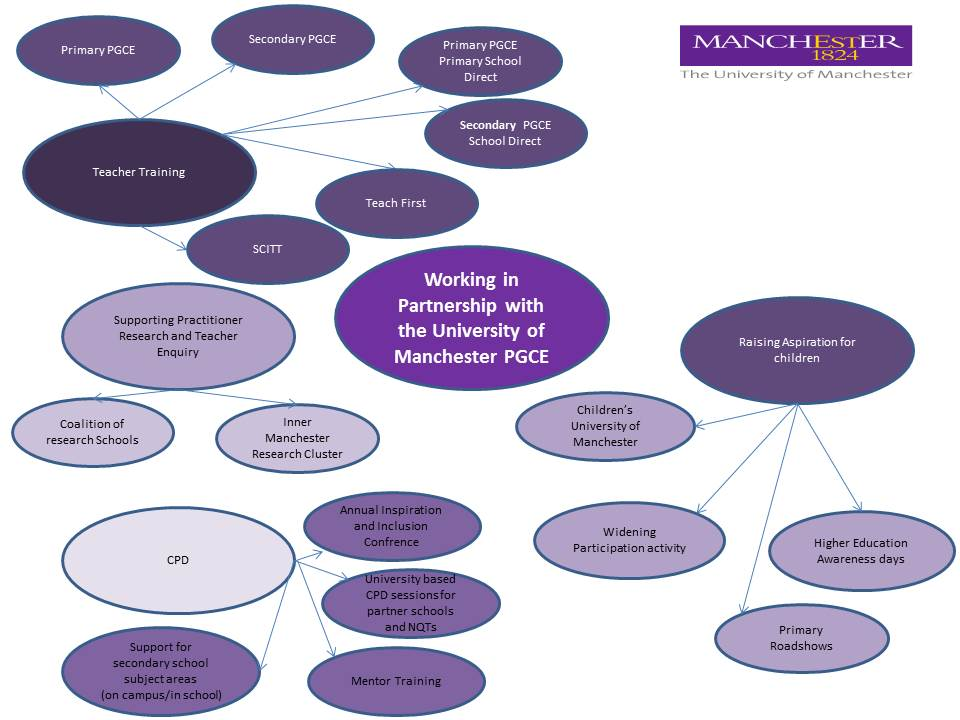 Primary PGCE
Secondary PGCE
Primary PGCE
Primary School
Direct
Secondary PGCE
School Direct
Teacher Training
Teach First
SCITT
MANCHESTER
1824
The University of Manchester
Working in
Partnership with
the University of
Manchester PGCE
Supporting Practitioner
Research and Teacher
Enquiry
Coalition of
research Schools
Inner
Manchester
Research Cluster
Raising Aspiration for
children
Children's
University of
Manchester
Widening
Participation activity
Higher Education
Awareness days
Primary
Roadshows
CPD
Annual Inspiration
and Inclusion
Confrence
University based
CPD sessions for
partner schools
and NQTs
Support for
secondary school
subject areas
(on campus/in school)
Mentor Training